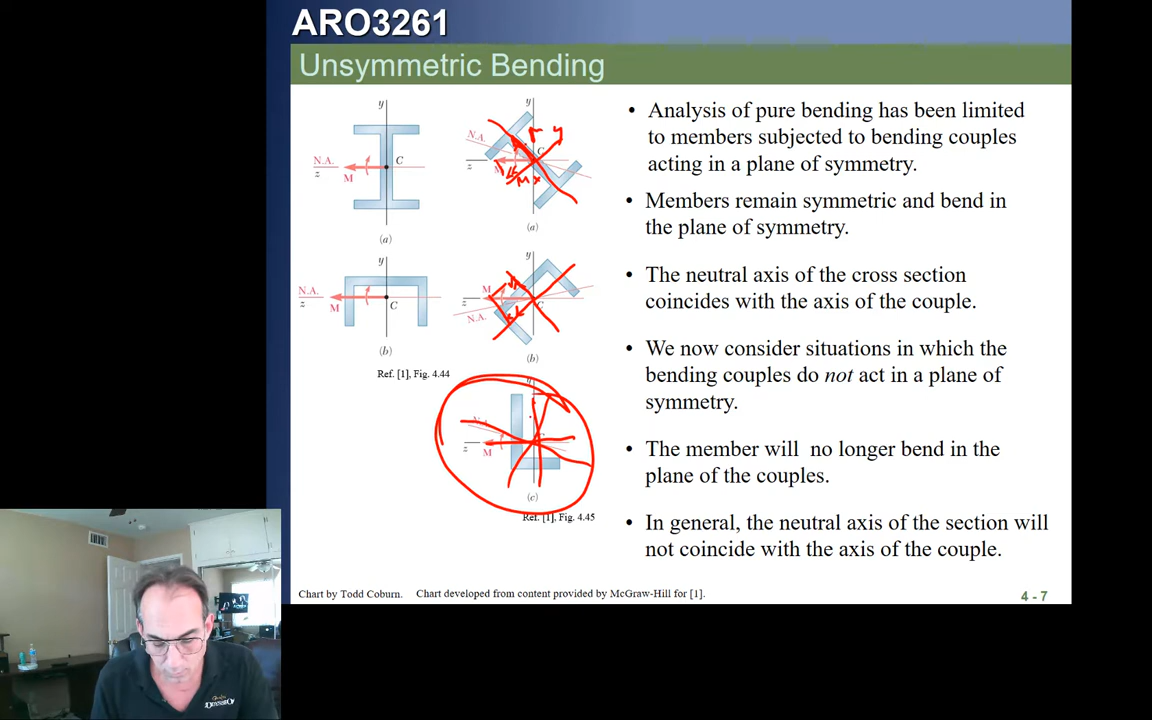 ARO3261
Unsymmetric Bending
y
N.A.
z
M
C
(a)
y
N.A.
z
M
C
(b)
Ref. [1], Fig. 4.44
y
N.A.
z
C
y
M x
(a)
y
M
z
N.A.
C
(b)
y
N.A.
z
M
C
(c)
Ref. [1], Fig. 4.45
• Analysis of pure bending has been limited
to members subjected to bending couples
acting in a plane of symmetry.
• Members remain symmetric and bend in
the plane of symmetry.
• The neutral axis of the cross section
coincides with the axis of the couple.
• We now consider situations in which the
bending couples do not act in a plane of
symmetry.
• The member will no longer bend in the
plane of the couples.
• In general, the neutral axis of the section will
not coincide with the axis of the couple.
Chart by Todd Coburn. Chart developed from content provided by McGraw-Hill for [1].
4 - 7